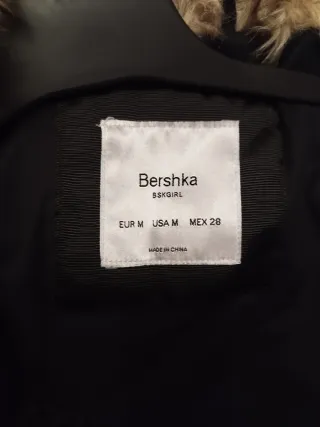 Bershka
BSKGIRL
EUR M USA M MEX 28
MADE IN CHINA